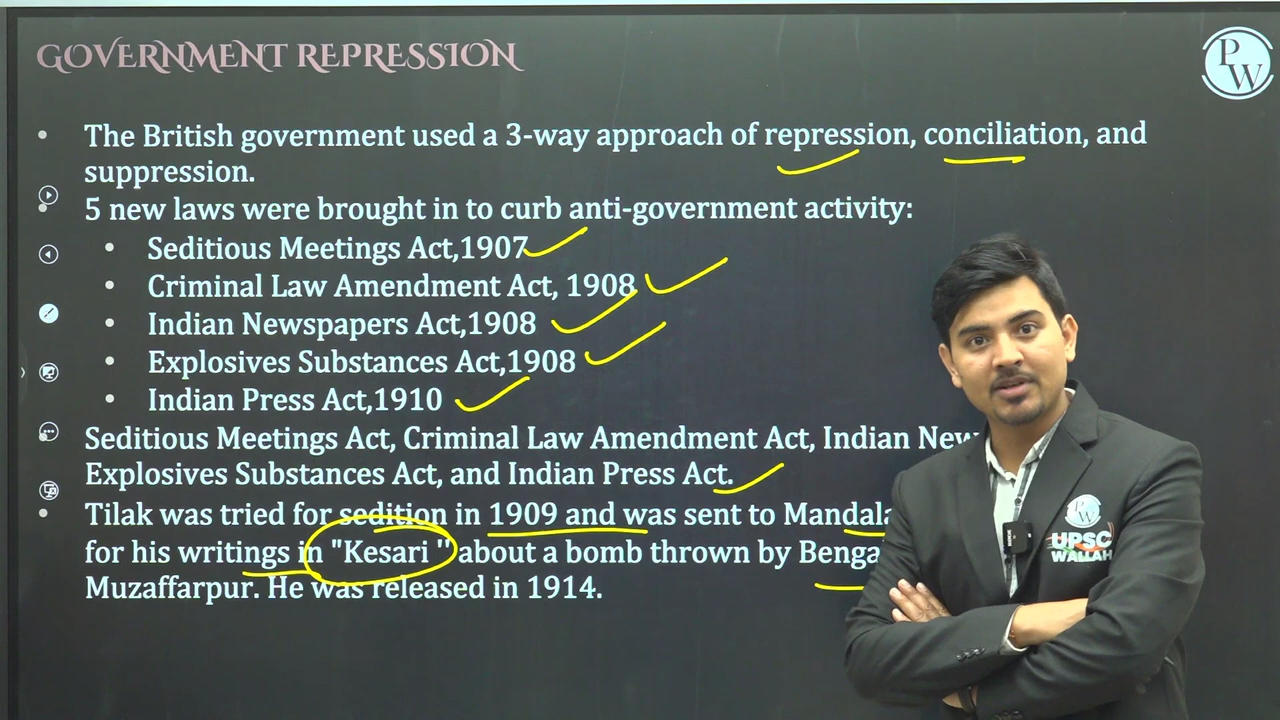 GOVERNMENT REPRESSION
PW
• The British government used a 3-way approach of repression, conciliation, and
suppression.
• 5 new laws were brought in to curb anti-government activity:
• Seditious Meetings Act,1907
• Criminal Law Amendment Act, 1908
• Indian Newspapers Act,1908
• Explosives Substances Act,1908
• Indian Press Act,1910
Seditious Meetings Act, Criminal Law Amendment Act, Indian
Explosives Substances Act, and Indian Press Act.
• Tilak was tried for sedition in 1909 and was sent to
for his writings in "Kesari '' about a bomb thrown by
Muzaffarpur. He was released in 1914.
PW
UPSC
WALLAH